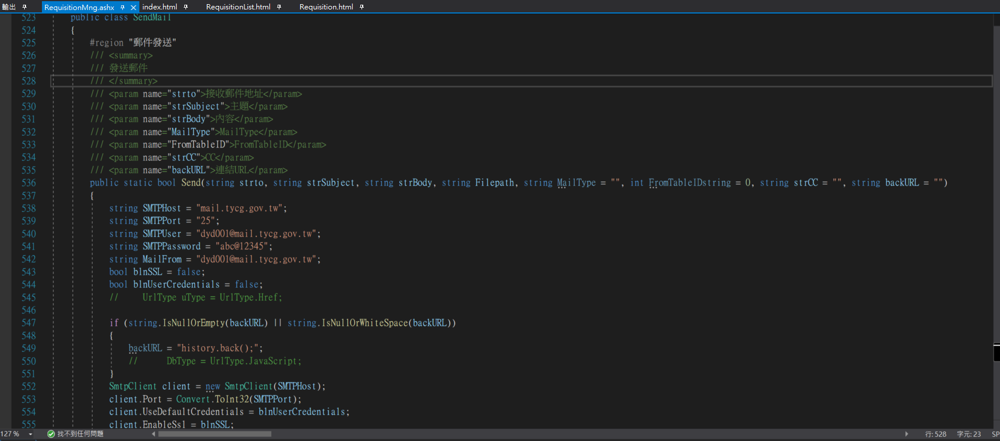 輸出 RequisitionMng.ashx index.html RequisitionList.html Requisition.html
523 public class SendMail
524 {
525 #region "郵件發送"
526 /// <summary>
527 /// 發送郵件
528 /// </summary>
529 /// <param name="strto">接收郵件地址</param>
530 /// <param name="strSubject">主題</param>
531 /// <param name="strBody">內容</param>
532 /// <param name="MailType">MailType</param>
533 /// <param name="FromTableID">FromTableID</param>
534 /// <param name="strCC">CC</param>
535 /// <param name="backURL">連結URL</param>
536 public static bool Send(string strto, string strSubject, string strBody, string Filepath, string MailType = "", int FromTableIDstring = 0, string strCC = "", string backURL = "")
537 {
538 string SMTPHost = "mail.tycg.gov.tw";
539 string SMTPPort = "25";
540 string SMTPUser = "dyd001@mail.tycg.gov.tw";
541 string SMTPPassword = "abc@12345";
542 string MailFrom = "dyd001@mail.tycg.gov.tw";
543 bool blnSSL = false;
544 bool blnUserCredentials = false;
545 // UrlType uType = UrlType.Href;
546
547 if (string.IsNullOrEmpty(backURL) || string.IsNullOrWhiteSpace(backURL))
548 {
549 backURL = "history.back();";
550 // DbType = UrlType.JavaScript;
551 }
552 SmtpClient client = new SmtpClient(SMTPHost);
553 client.Port = Convert.ToInt32(SMTPPort);
554 client.UseDefaultCredentials = blnUserCredentials;
555 client.EnableSsl = blnSSL;
127 % 找不到任何問題 行: 528 字元: 23 SP